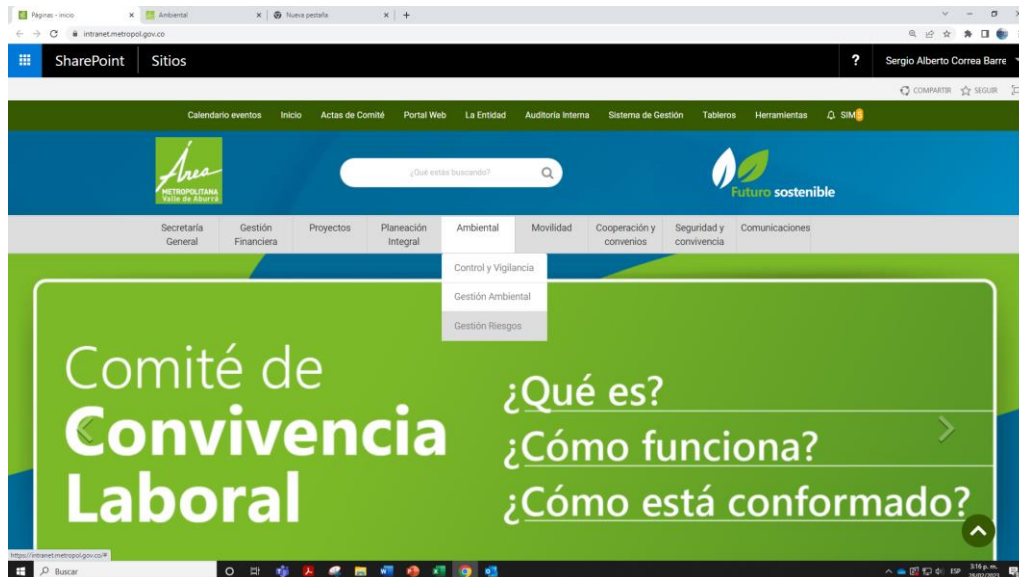 Páginas - inicio
Ambiental
Nueva pestaña
intranet.metropol.gov.co
SharePoint Sitios
? Sergio Alberto Correa Barre
COMPARTIR SEGUIR
Calendario eventos Inicio Actas de Comité Portal Web La Entidad Auditoría Interna Sistema de Gestión Tableros Herramientas SIM
Área
METROPOLITANA
Valle de Aburrá
¿Qué estás buscando?
Futuro sostenible
Secretaría General
Gestión Financiera
Proyectos
Planeación Integral
Ambiental
Movilidad
Cooperación y convenios
Seguridad y convivencia
Comunicaciones
Control y Vigilancia
Gestión Ambiental
Gestión Riesgos
Comité de
Convivencia
Laboral
¿Qué es?
¿Cómo funciona?
¿Cómo está conformado?
https://intranet.metropol.gov.co/#
Buscar
ESP
3:16 p. m.